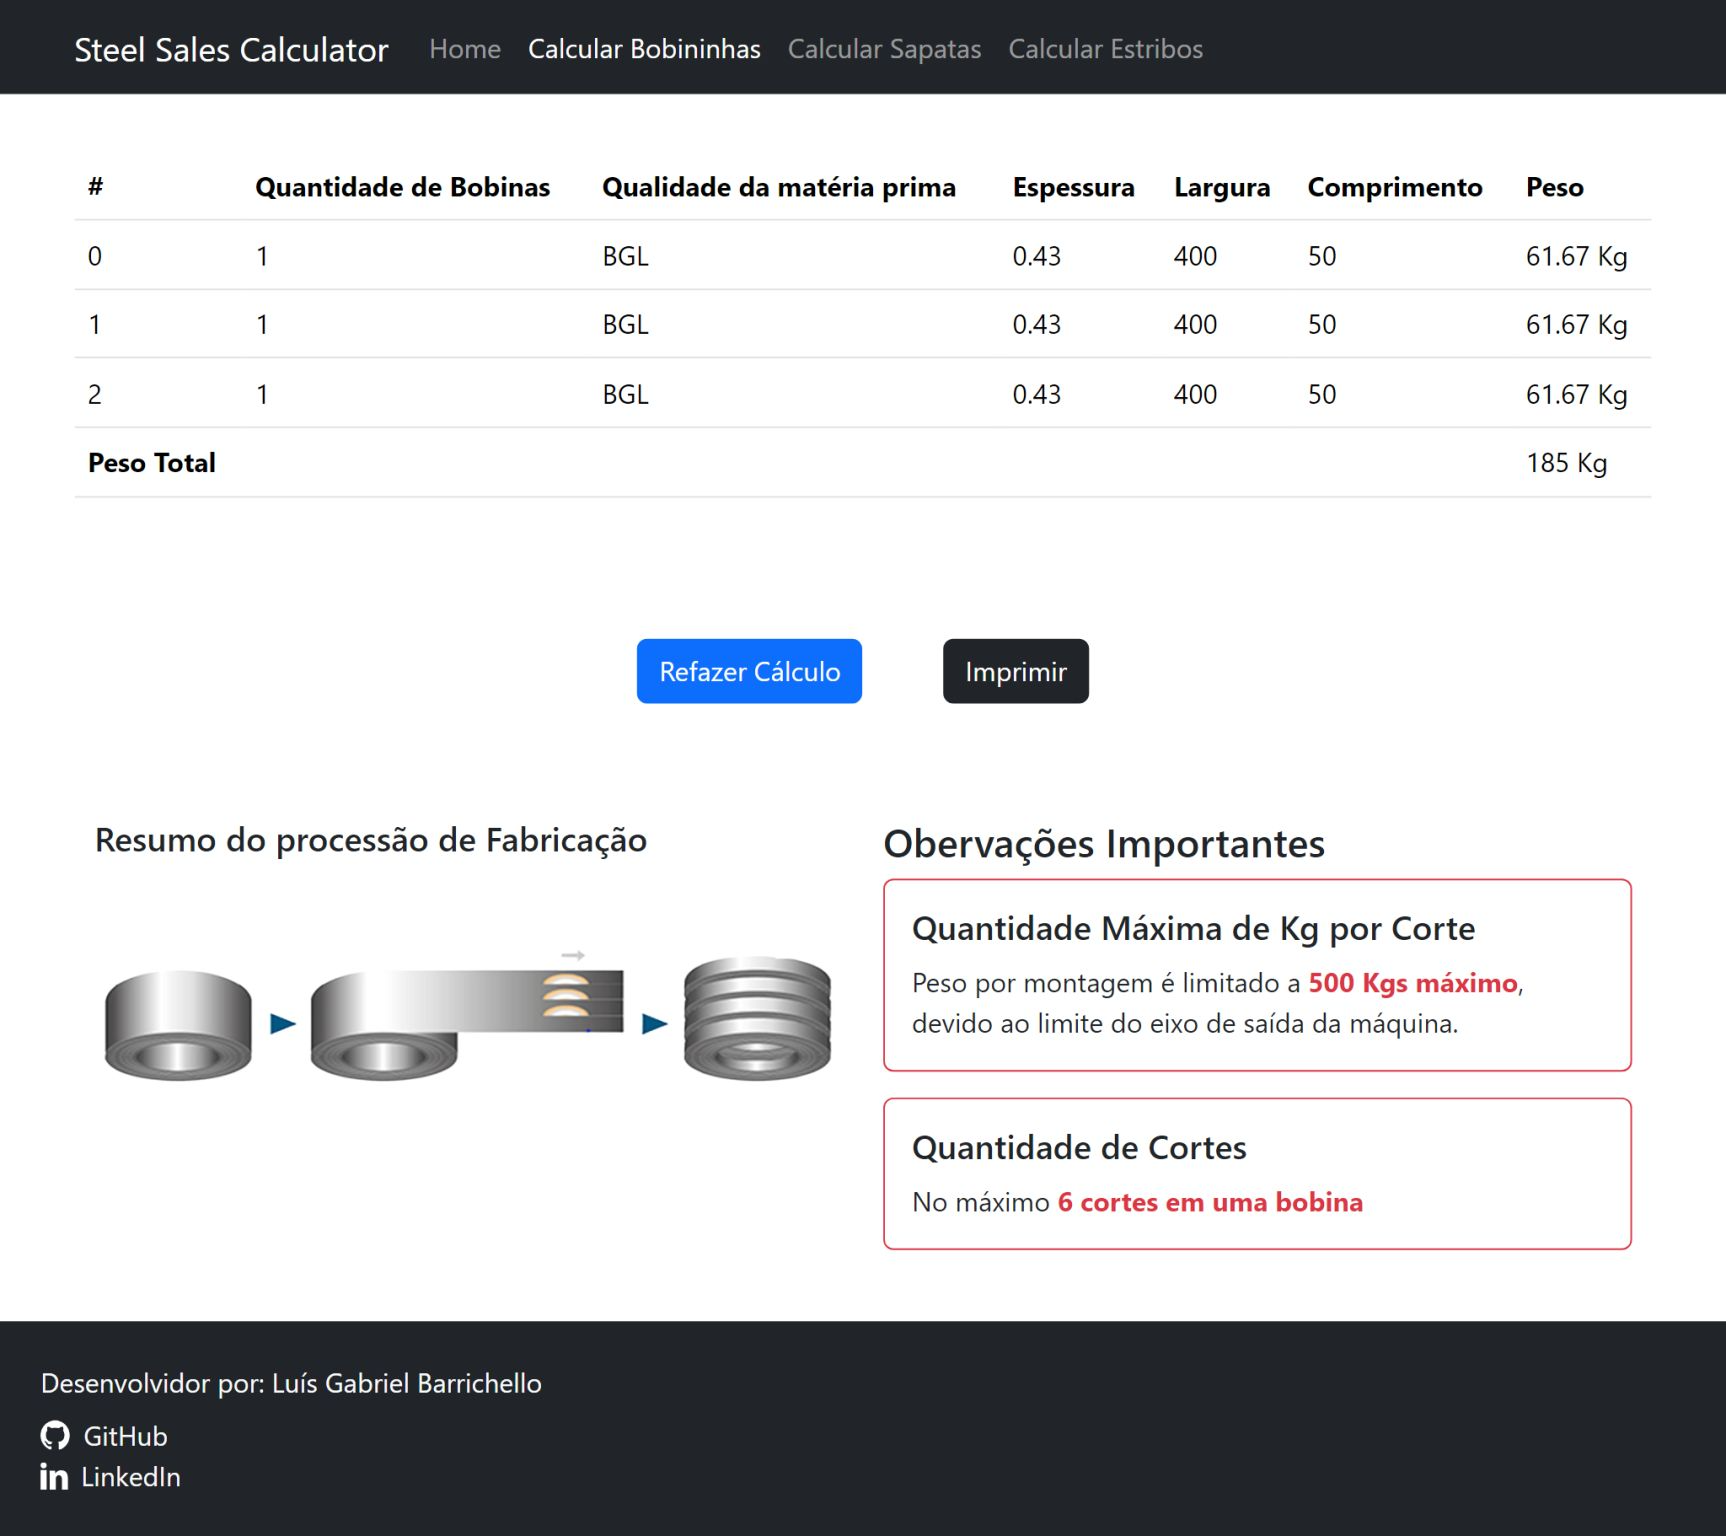 Steel Sales Calculator Home Calcular Bobininhas Calcular Sapatas Calcular Estribos
# Quantidade de Bobinas Qualidade da matéria prima Espessura Largura Comprimento Peso
0 1 BGL 0.43 400 50 61.67 Kg
1 1 BGL 0.43 400 50 61.67 Kg
2 1 BGL 0.43 400 50 61.67 Kg
Peso Total 185 Kg
Refazer Cálculo Imprimir
Resumo do processão de Fabricação
Obervações Importantes
Quantidade Máxima de Kg por Corte
Peso por montagem é limitado a 500 Kgs máximo,
devido ao limite do eixo de saída da máquina.
Quantidade de Cortes
No máximo 6 cortes em uma bobina
Desenvolvidor por: Luís Gabriel Barrichello
GitHub
LinkedIn